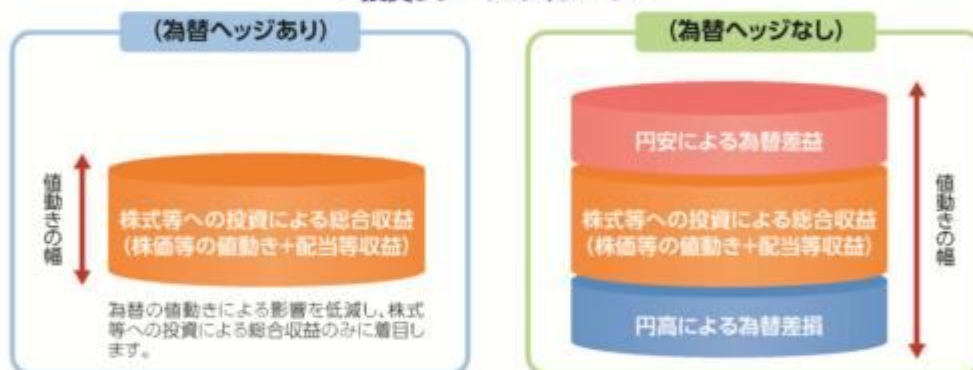 (為替ヘッジあり)
値動きの幅
株式等への投資による総合収益
(株価等の値動き+配当等収益)
為替の値動きによる影響を低減し、株式
等への投資による総合収益のみに着目し
ます。
(為替ヘッジなし)
円安による為替差益
株式等への投資による総合収益
(株価等の値動き+配当等収益)
円高による為替差損
値動きの幅